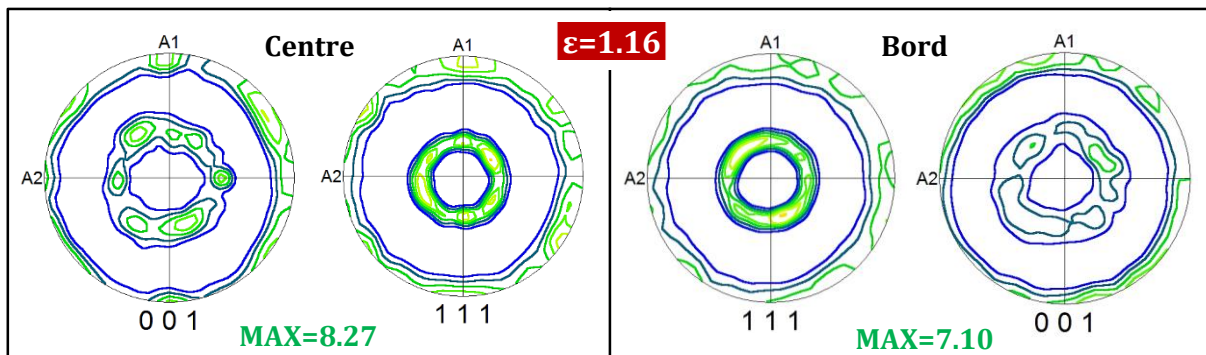 Centre
ε=1.16
Bord
A1
A1
A1
A1
A2
A2
A2
A2
0 0 1
1 1 1
1 1 1
0 0 1
MAX=8.27
MAX=7.10